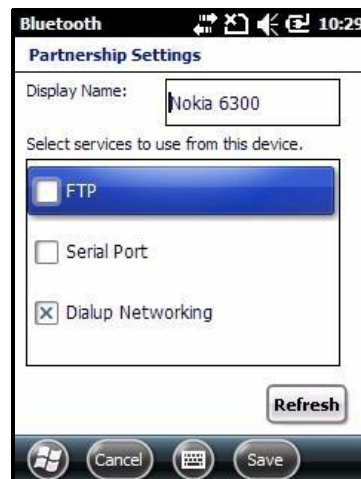 Bluetooth 10:29
Partnership Settings
Display Name:
Nokia 6300
Select services to use from this device.
FTP
Serial Port
Dialup Networking
Refresh
Cancel Save